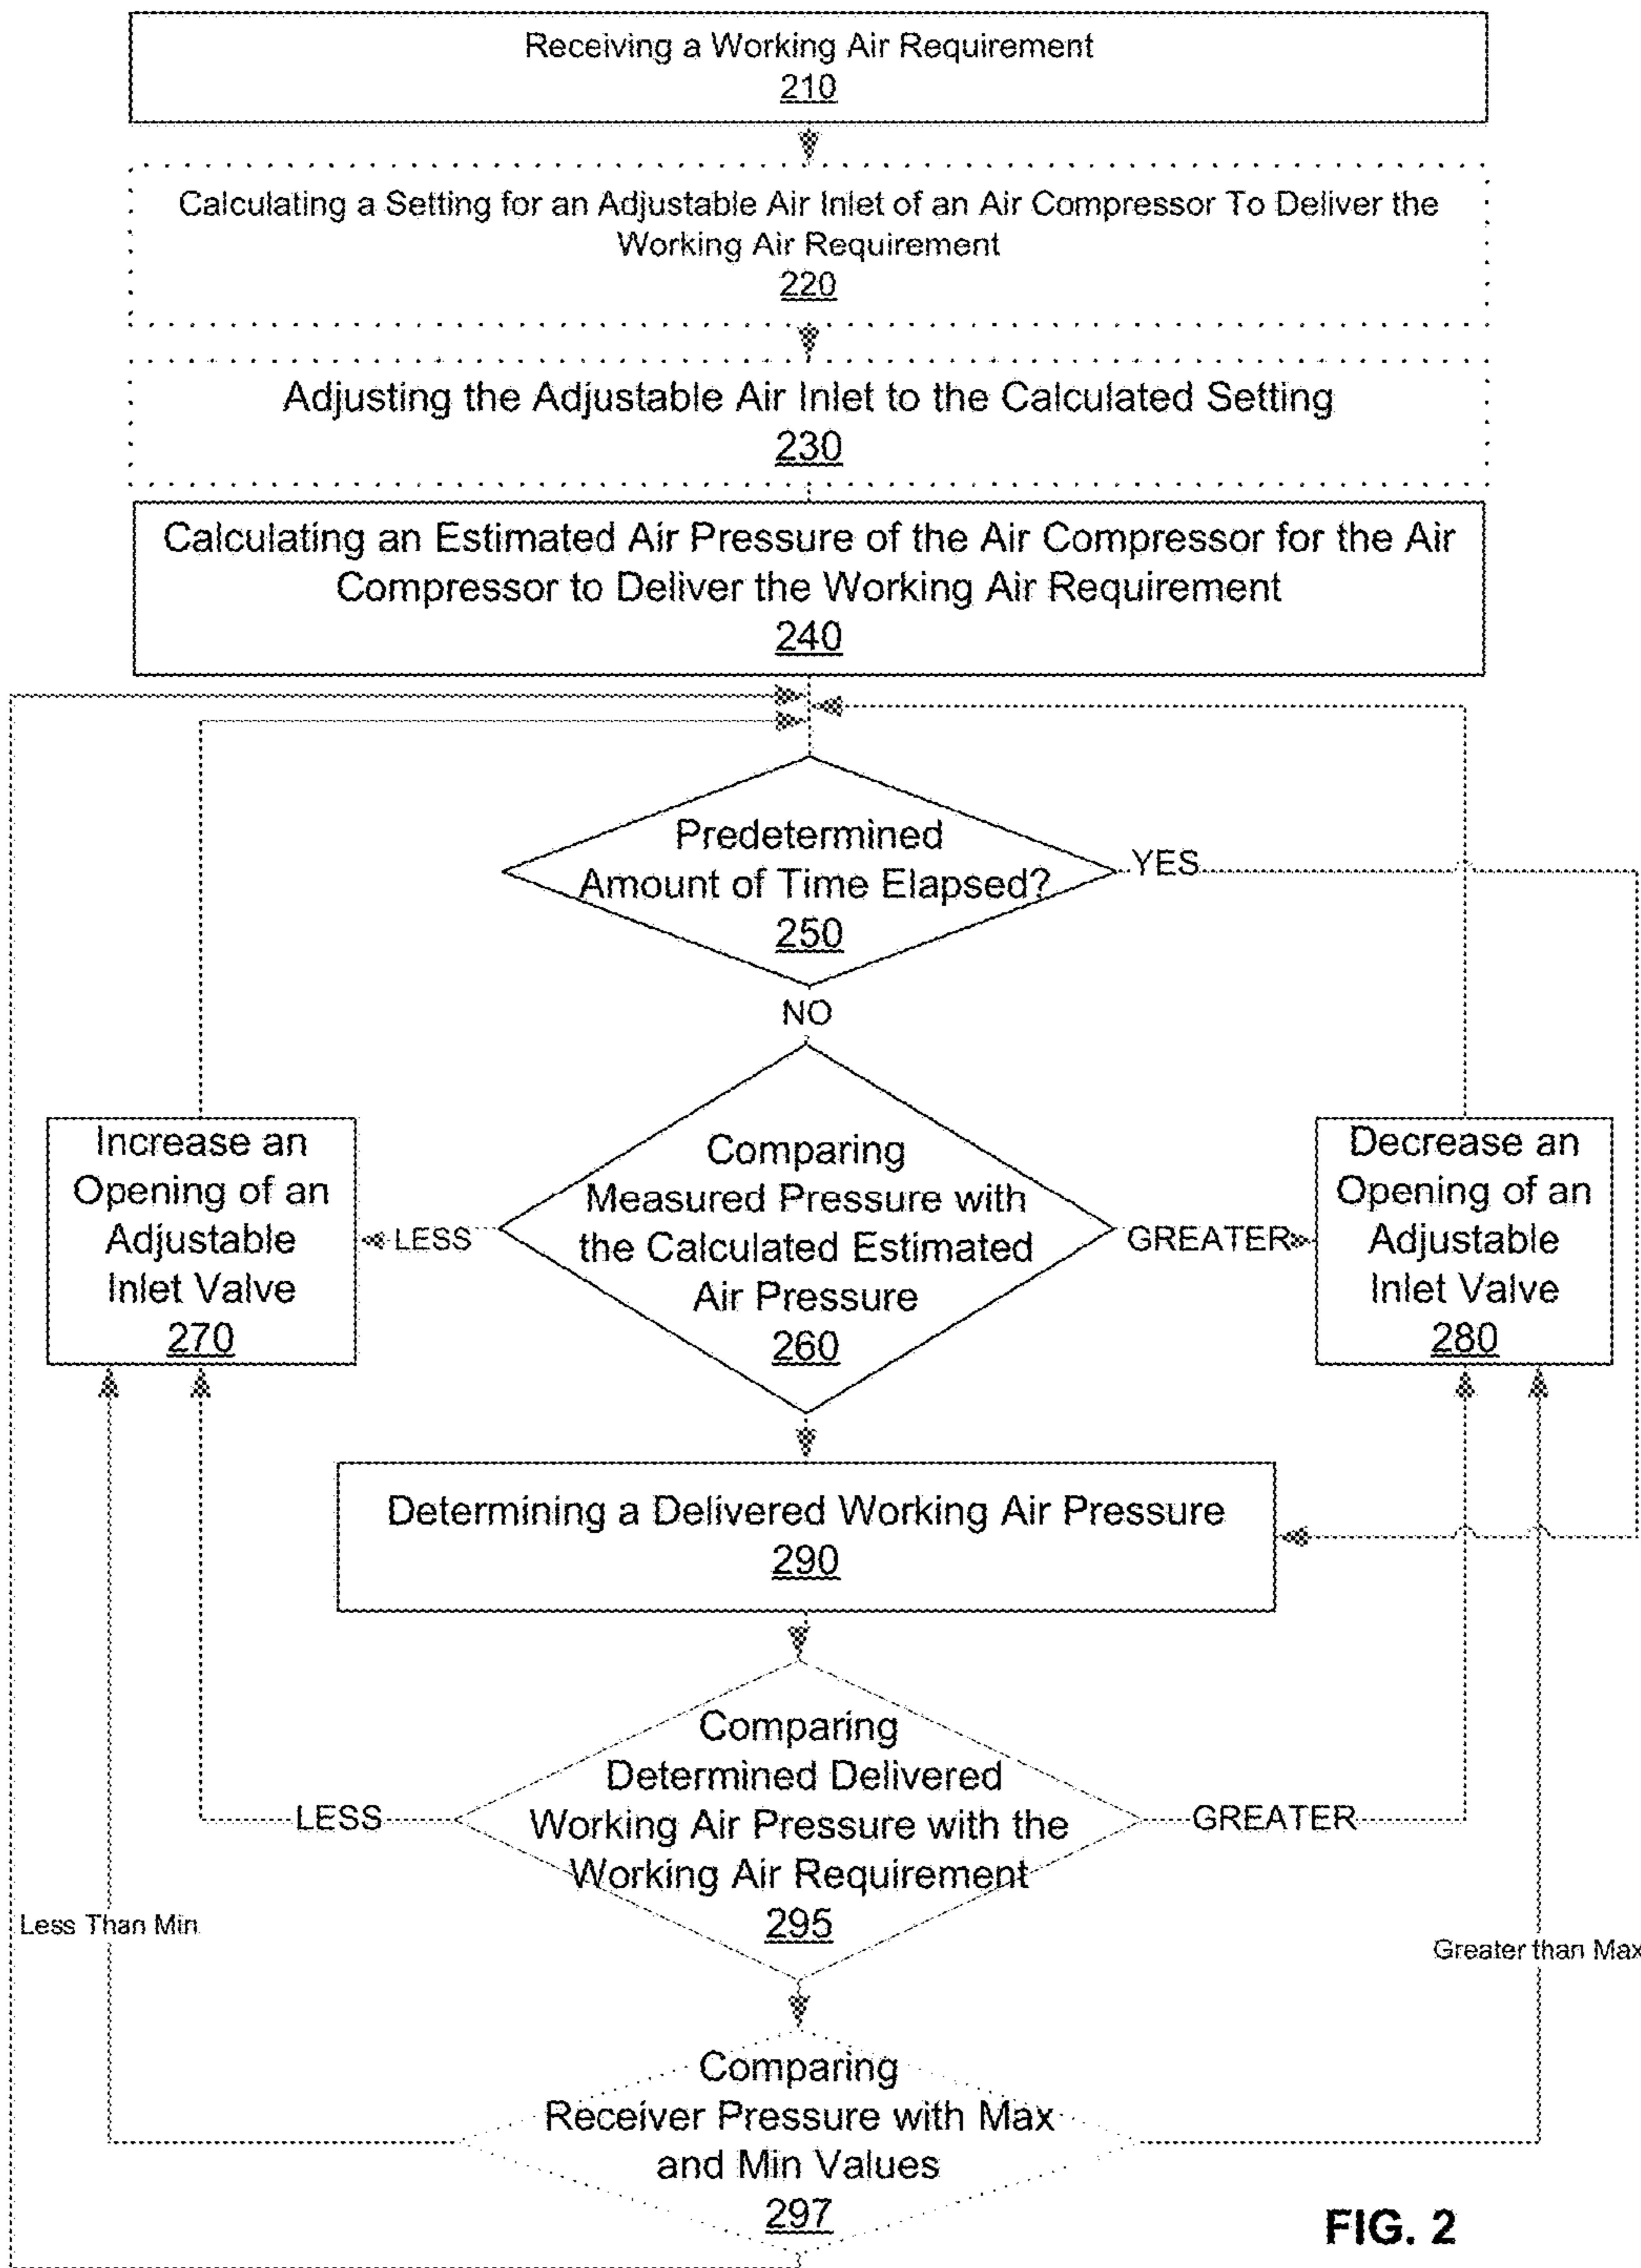 Receiving a Working Air Requirement
210
Calculating a Setting for an Adjustable Air Inlet of an Air Compressor To Deliver the
Working Air Requirement
220
Adjusting the Adjustable Air Inlet to the Calculated Setting
230
Calculating an Estimated Air Pressure of the Air Compressor for the Air
Compressor to Deliver the Working Air Requirement
240
Predetermined
Amount of Time Elapsed?
250
YES
NO
Increase an
Opening of an
Adjustable
Inlet Valve
270
LESS
Comparing
Measured Pressure with
the Calculated Estimated
Air Pressure
260
GREATER
Decrease an
Opening of an
Adjustable
Inlet Valve
280
Determining a Delivered Working Air Pressure
290
LESS
Comparing
Determined Delivered
Working Air Pressure with the
Working Air Requirement
295
GREATER
Less Than Min
Greater than Max
Comparing
Receiver Pressure with Max
and Min Values
297
FIG. 2